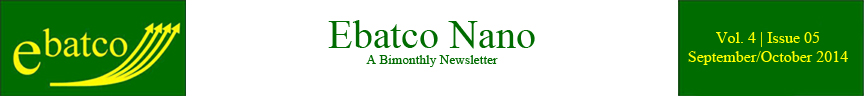 ebatco
Ebatco Nano
A Bimonthly Newsletter
Vol. 4 | Issue 05
September/October 2014